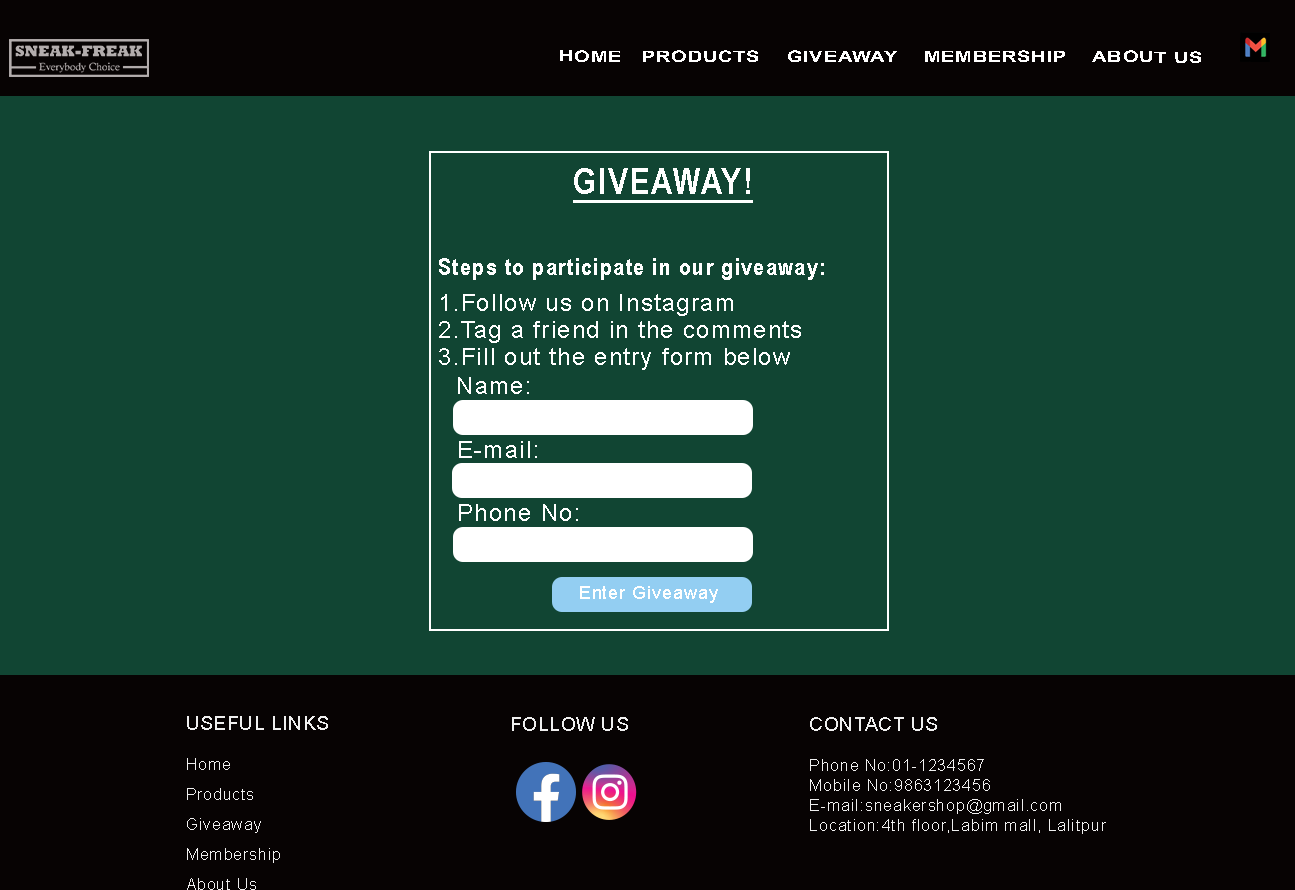 SNEAK-FREAK
Everybody Choice
HOME PRODUCTS GIVEAWAY MEMBERSHIP ABOUT US
GIVEAWAY!
Steps to participate in our giveaway:
1.Follow us on Instagram
2.Tag a friend in the comments
3.Fill out the entry form below
Name:
E-mail:
Phone No:
Enter Giveaway
USEFUL LINKS
Home
Products
Giveaway
Membership
About Us
FOLLOW US
CONTACT US
Phone No:01-1234567
Mobile No:9863123456
E-mail:sneakershop@gmail.com
Location:4th floor,Labim mall, Lalitpur